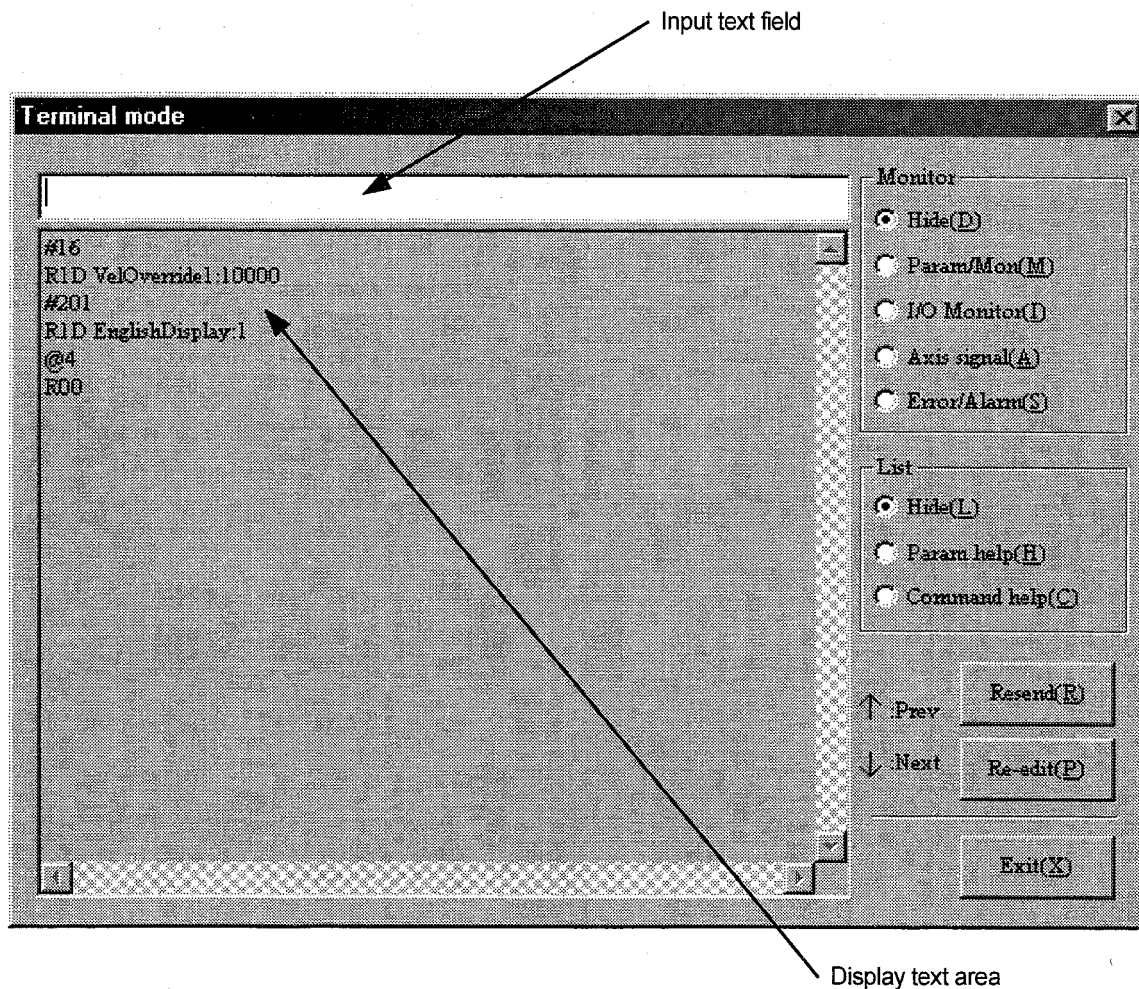 Input text field
Terminal mode
#16
R1D VelOverride1:10000
#201
R1D EnglishDisplay:1
@4
R00
Monitor
Hide(D)
Param/Mon(M)
I/O Monitor(I)
Axis signal(A)
Error/Alarm(S)
List
Hide(L)
Param help(H)
Command help(C)
↑ :Prev
Resend(R)
↓ :Next
Re-edit(P)
Exit(X)
Display text area